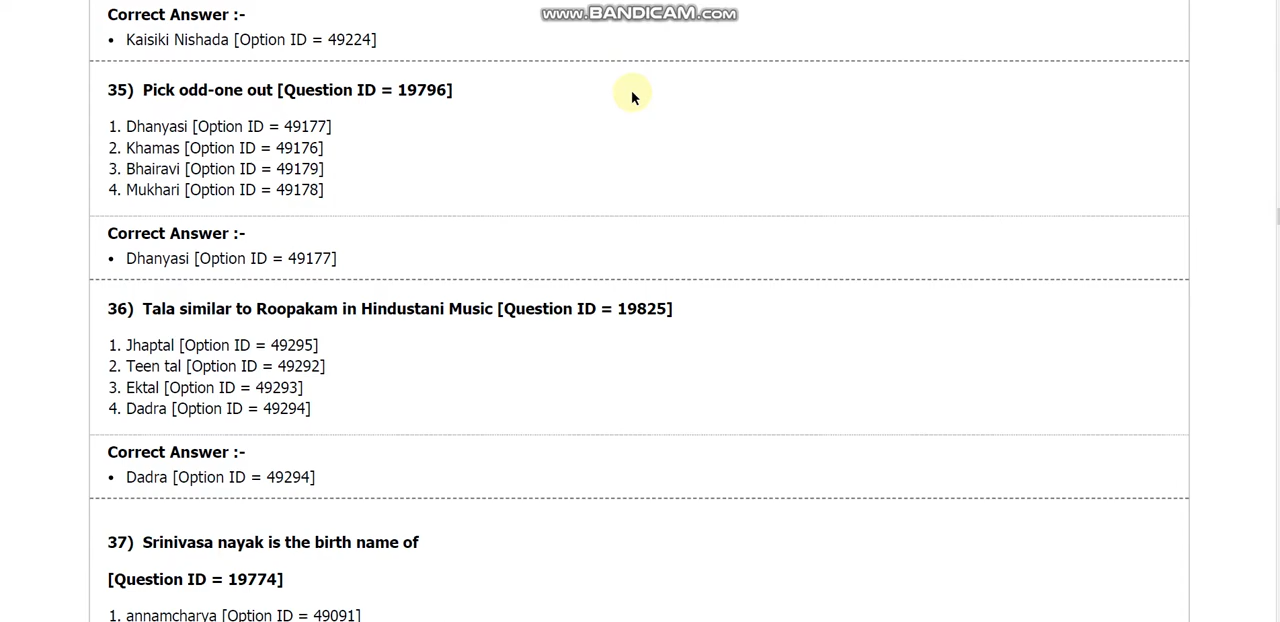 www.BANDICAM.com
Correct Answer :-
• Kaisiki Nishada [Option ID = 49224]
35) Pick odd-one out [Question ID = 19796]
1. Dhanyasi [Option ID = 49177]
2. Khamas [Option ID = 49176]
3. Bhairavi [Option ID = 49179]
4. Mukhari [Option ID = 49178]
Correct Answer :-
• Dhanyasi [Option ID = 49177]
36) Tala similar to Roopakam in Hindustani Music [Question ID = 19825]
1. Jhaptal [Option ID = 49295]
2. Teen tal [Option ID = 49292]
3. Ektal [Option ID = 49293]
4. Dadra [Option ID = 49294]
Correct Answer :-
• Dadra [Option ID = 49294]
37) Srinivasa nayak is the birth name of
[Question ID = 19774]
1. annamcharya [Option ID = 49091]